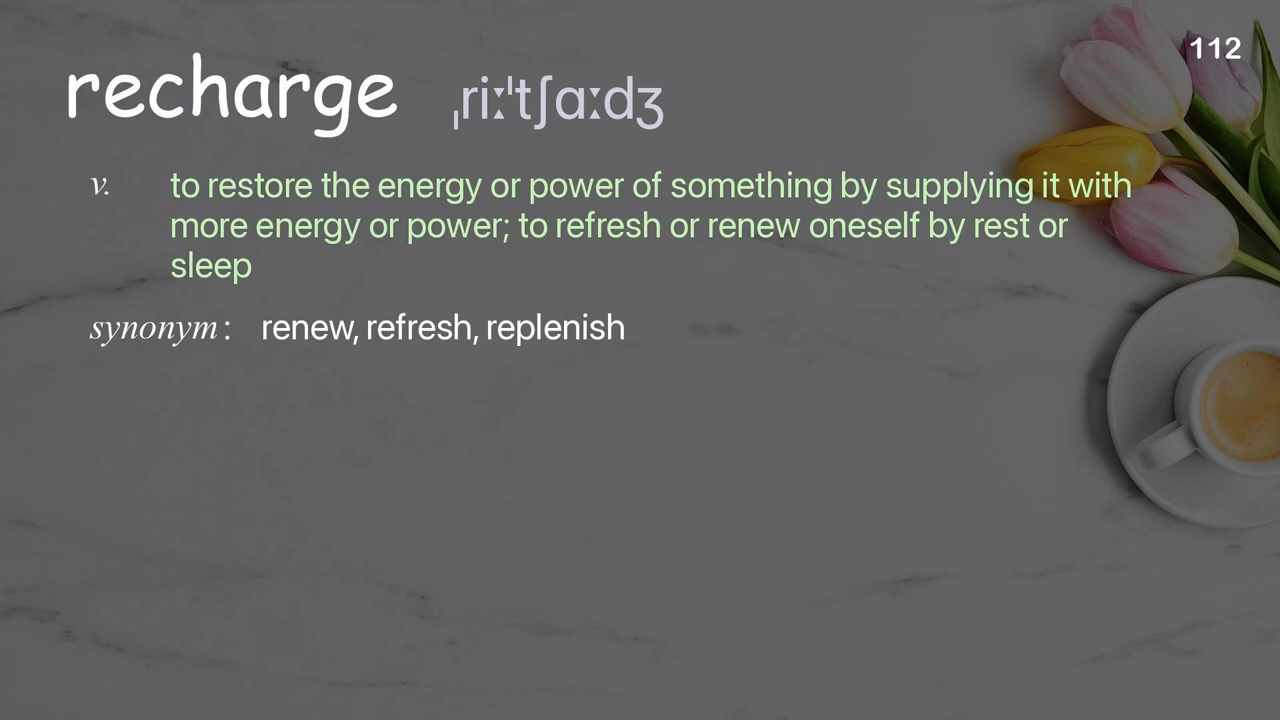 112
recharge ˌriːˈtʃɑːdʒ
v. to restore the energy or power of something by supplying it with
more energy or power; to refresh or renew oneself by rest or
sleep
synonym: renew, refresh, replenish